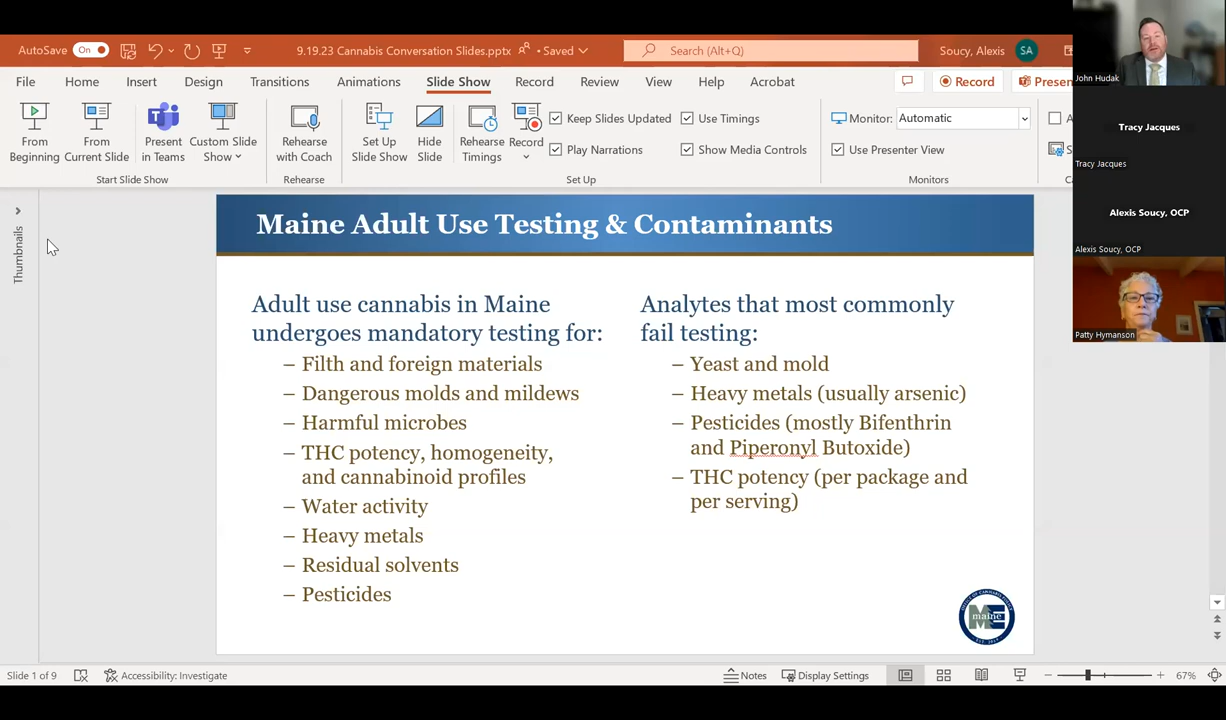 AutoSave On 9.19.23 Cannabis Conversation Slides.pptx • Saved Search (Alt+Q) Soucy, Alexis SA
File Home Insert Design Transitions Animations Slide Show Record Review View Help Acrobat Record Presen
From Beginning
From Current Slide
Present in Teams
Custom Slide Show
Start Slide Show
Rehearse with Coach
Rehearse
Set Up Slide Show
Hide Slide
Rehearse Timings
Record
Keep Slides Updated
Play Narrations
Use Timings
Show Media Controls
Set Up
Monitor: Automatic
Use Presenter View
Monitors
John Hudak
Tracy Jacques
Tracy Jacques
Alexis Soucy, OCP
Alexis Soucy, OCP
Patty Hymanson
Thumbnails
Maine Adult Use Testing & Contaminants
Adult use cannabis in Maine
undergoes mandatory testing for:
– Filth and foreign materials
– Dangerous molds and mildews
– Harmful microbes
– THC potency, homogeneity,
and cannabinoid profiles
– Water activity
– Heavy metals
– Residual solvents
– Pesticides
Analytes that most commonly
fail testing:
– Yeast and mold
– Heavy metals (usually arsenic)
– Pesticides (mostly Bifenthrin
and Piperonyl Butoxide)
– THC potency (per package and
per serving)
maine
ME
Slide 1 of 9 Accessibility: Investigate Notes Display Settings 67%